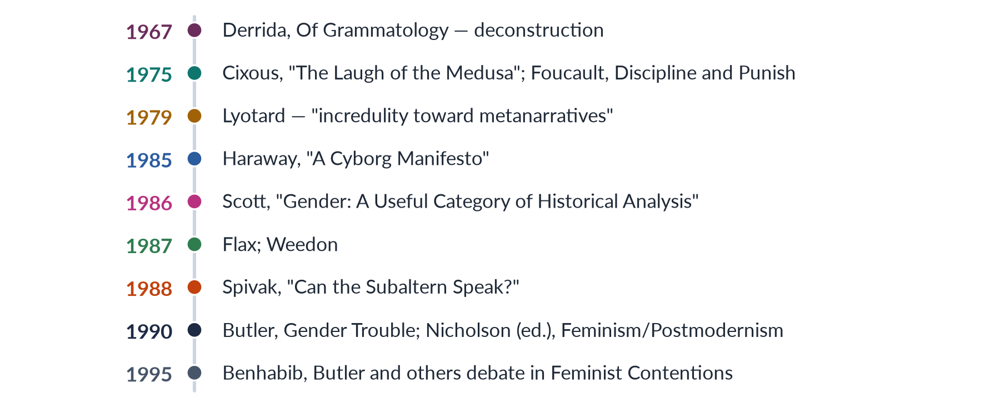 1967 Derrida, Of Grammatology — deconstruction
1975 Cixous, "The Laugh of the Medusa"; Foucault, Discipline and Punish
1979 Lyotard — "incredulity toward metanarratives"
1985 Haraway, "A Cyborg Manifesto"
1986 Scott, "Gender: A Useful Category of Historical Analysis"
1987 Flax; Weedon
1988 Spivak, "Can the Subaltern Speak?"
1990 Butler, Gender Trouble; Nicholson (ed.), Feminism/Postmodernism
1995 Benhabib, Butler and others debate in Feminist Contentions